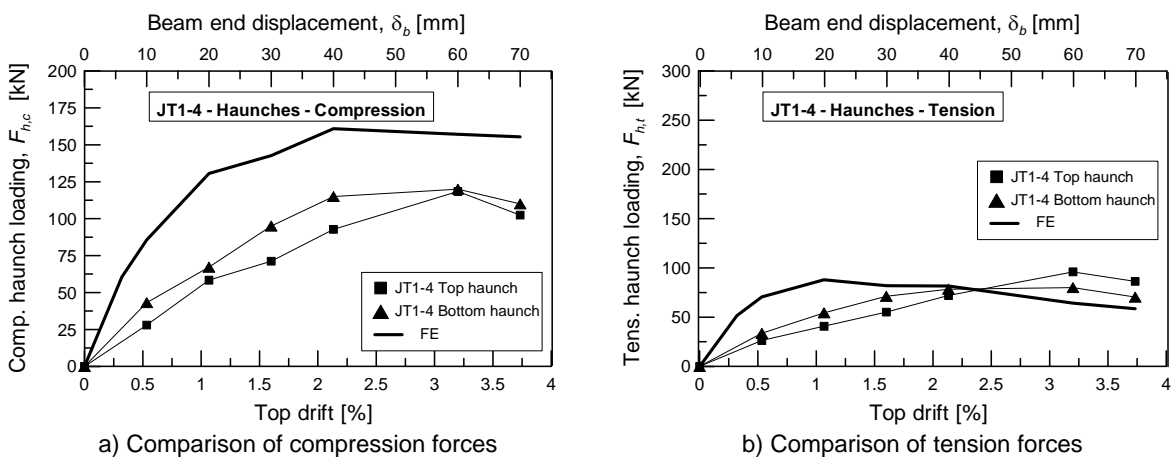 Beam end displacement, δb [mm]
0 10 20 30 40 50 60 70
200
175
150
125
100
75
50
25
0
Comp. haunch loading, Fh,c [kN]
JT1-4 - Haunches - Compression
JT1-4 Top haunch
JT1-4 Bottom haunch
FE
0 0.5 1 1.5 2 2.5 3 3.5 4
Top drift [%]
a) Comparison of compression forces
Beam end displacement, δb [mm]
0 10 20 30 40 50 60 70
300
250
200
150
100
50
0
Tens. haunch loading, Fh,t [kN]
JT1-4 - Haunches - Tension
JT1-4 Top haunch
JT1-4 Bottom haunch
FE
0 0.5 1 1.5 2 2.5 3 3.5 4
Top drift [%]
b) Comparison of tension forces